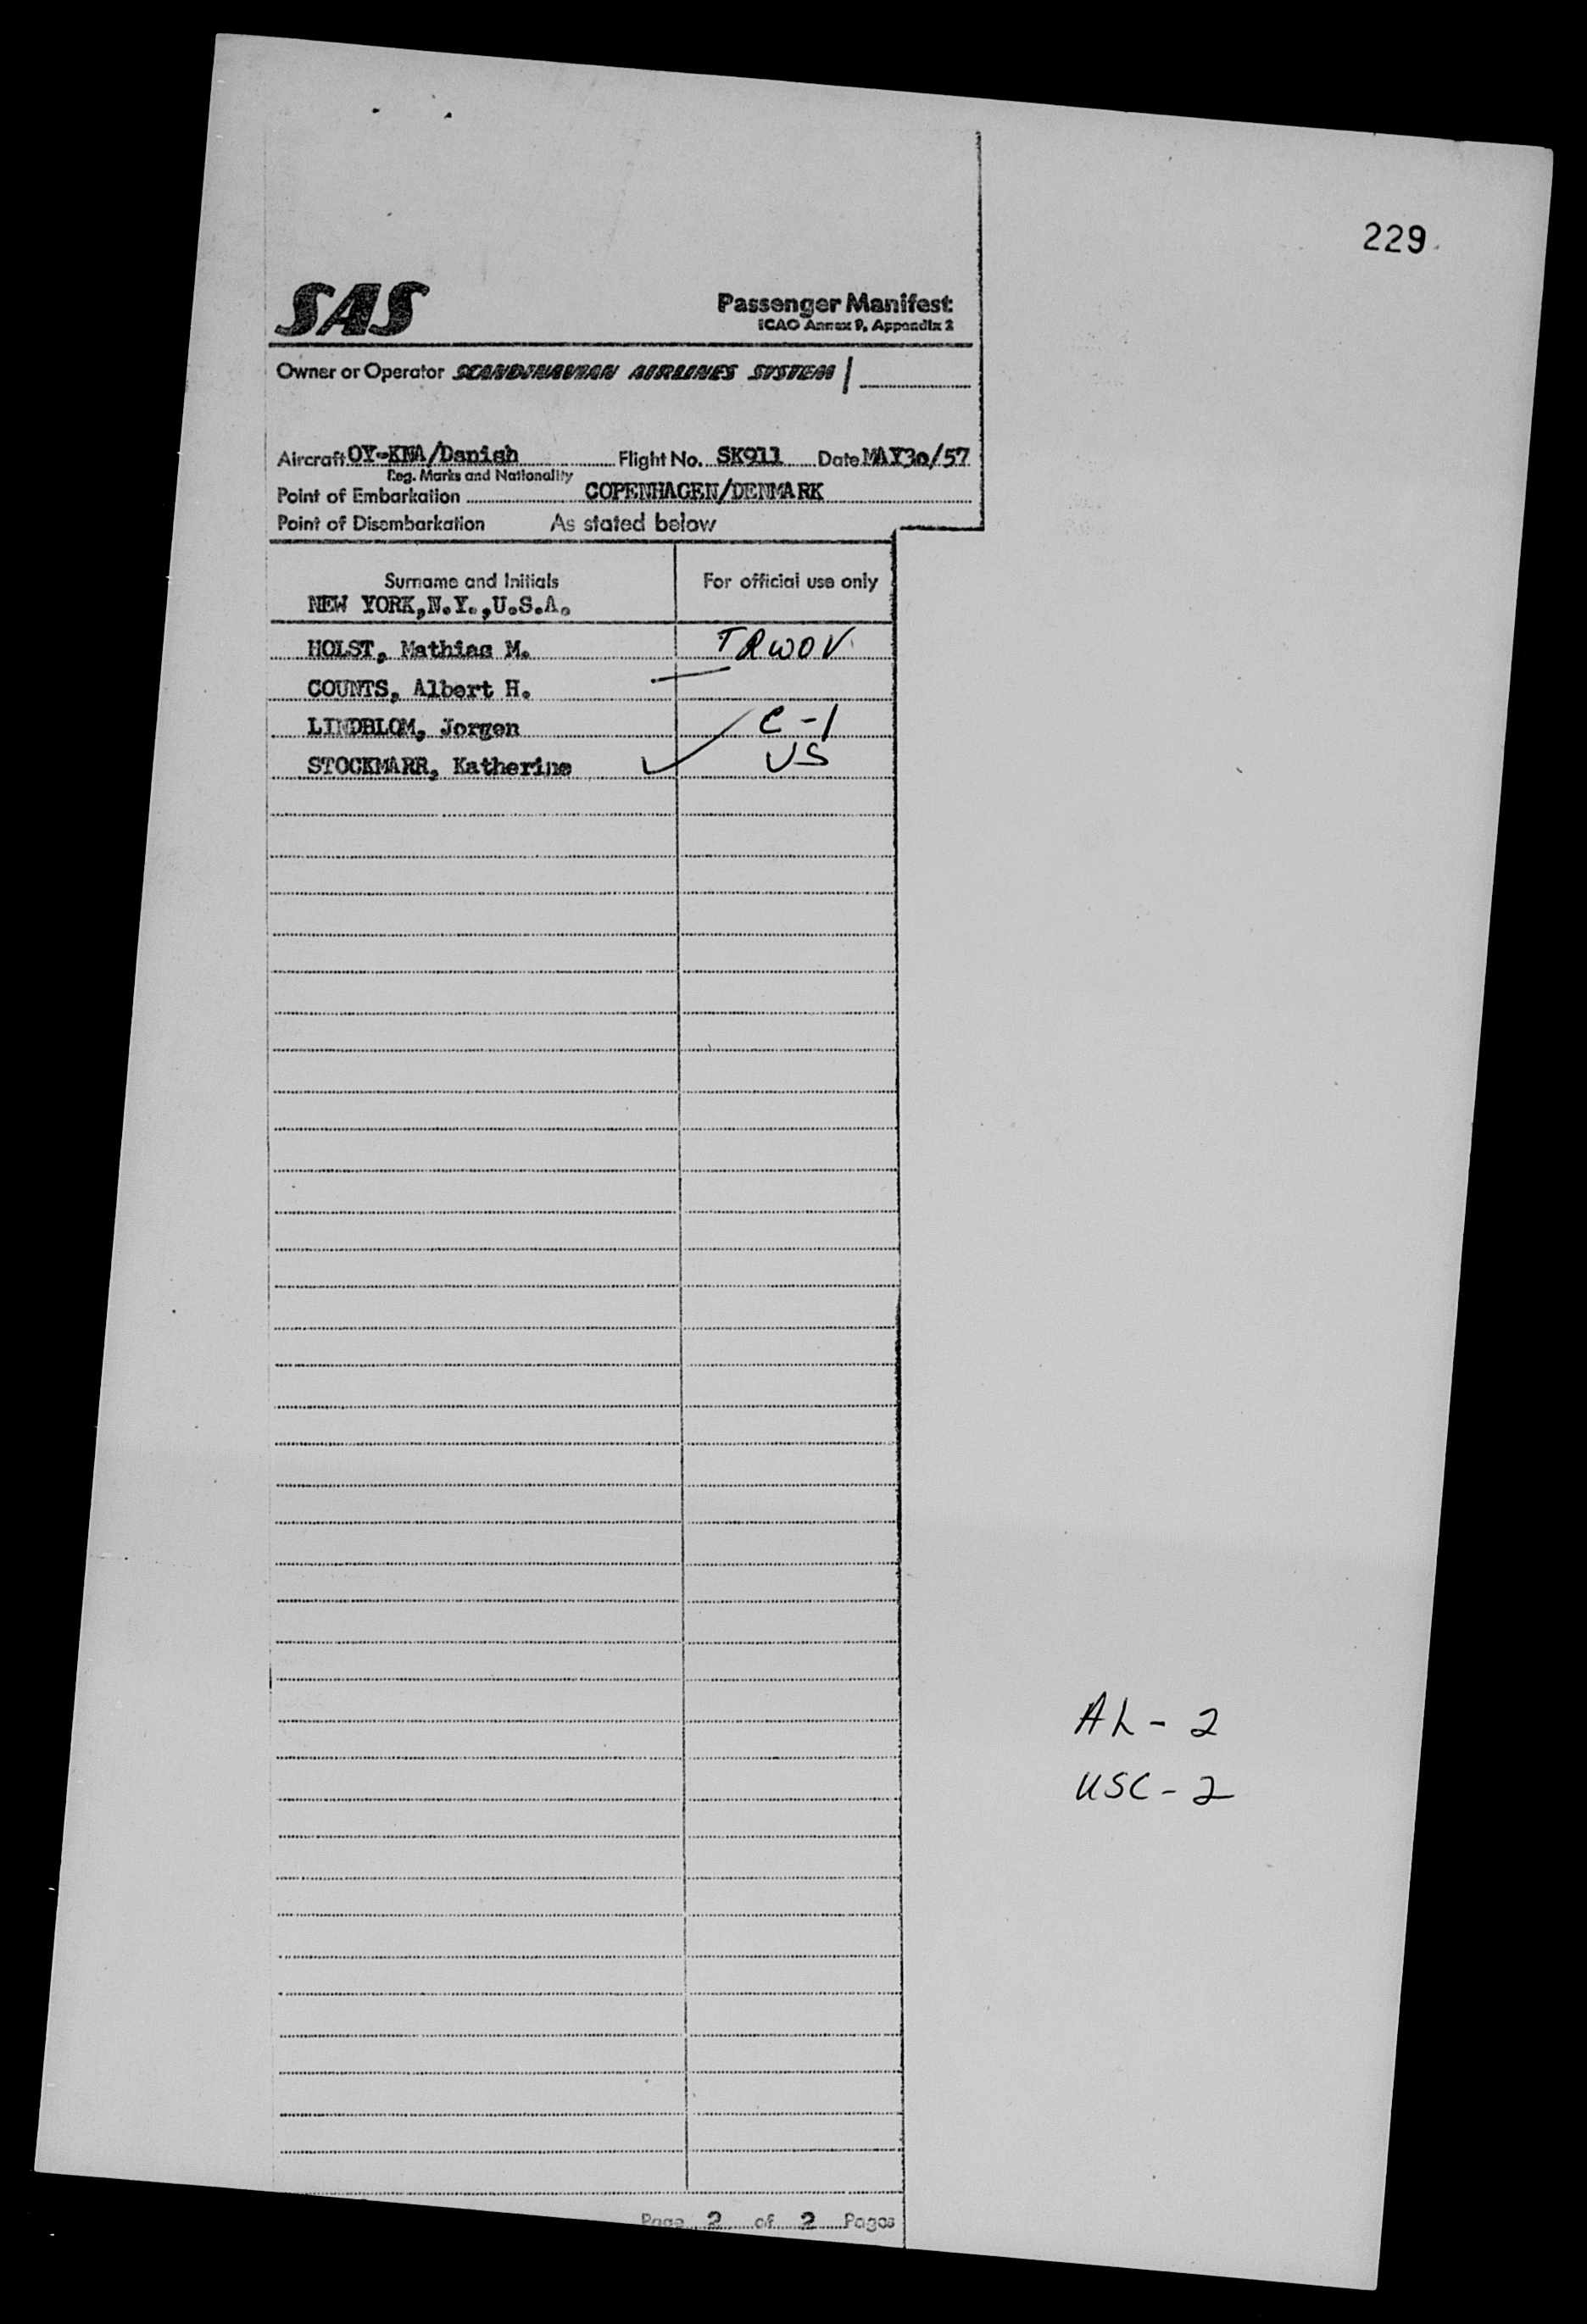 229
SAS
Passenger Manifest
ICAO Annex 9, Appendix 2
Owner or Operator SCANDINAVIAN AIRLINES SYSTEM
Aircraft OY-KNA/Danish Flight No. SK911 Date MAY30/57
Reg. Marks and Nationality
Point of Embarkation COPENHAGEN/DENMARK
Point of Disembarkation As stated below
Surname and Initials For official use only
NEW YORK,N.Y.,U.S.A.
HOLST, Mathias M. TRWOV
COUNTS, Albert H. —
LINDBLOM, Jorgen C-1
STOCKMARR, Katherine ✓ US
AL - 2
USC - 2
Page 2 of 2 Pages